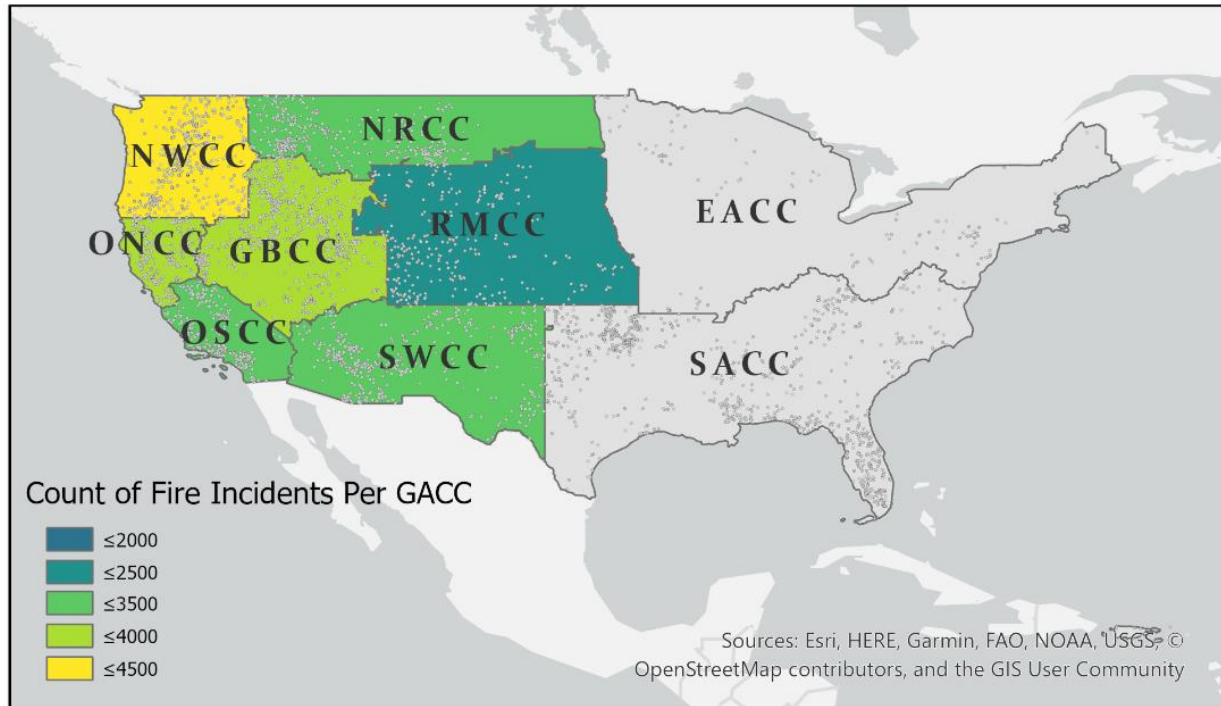 NRCC
NWCC
EACC
RMCC
ONCC
GBCC
OSCC
SWCC
SACC
Count of Fire Incidents Per GACC
≤2000
≤2500
≤3500
≤4000
≤4500
Sources: Esri, HERE, Garmin, FAO, NOAA, USGS, ©
OpenStreetMap contributors, and the GIS User Community